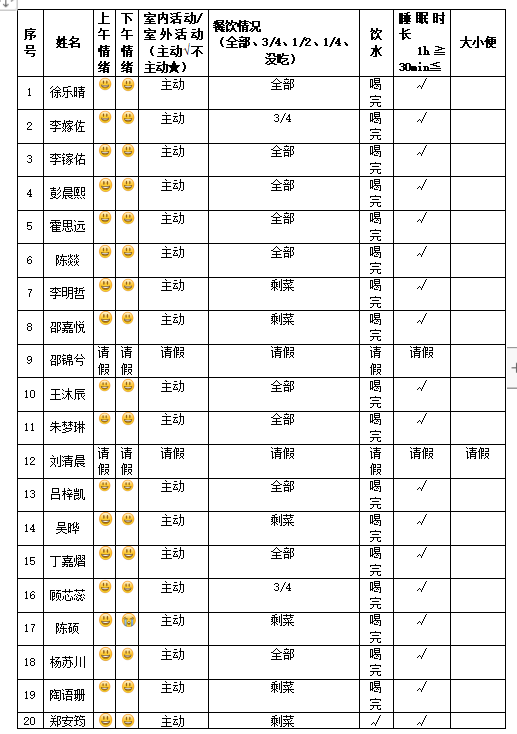 序号 姓名 上午情绪 下午情绪 室内活动/室外活动（主动√不主动★） 餐饮情况（全部、3/4、1/2、1/4、没吃） 饮水 睡眠时长 1h≧ 30min≦ 大小便
1 徐乐晴 😃 😃 主动 全部 喝完 √
2 李嫁佐 😃 😃 主动 3/4 喝完 √
3 李镓佑 😃 😃 主动 全部 喝完 √
4 彭晨熙 😃 😃 主动 全部 喝完 √
5 霍思远 😃 😃 主动 全部 喝完 √
6 陈燚 😃 😃 主动 全部 喝完 √
7 李明哲 😃 😃 主动 剩菜 喝完 √
8 邵嘉悦 😃 😃 主动 剩菜 喝完 √
9 邵锦兮 请假 请假 请假 请假 请假 请假
10 王沐辰 😃 😃 主动 全部 喝完 √
11 朱梦琳 😃 😃 主动 全部 喝完 √
12 刘清晨 请假 请假 请假 请假 请假 请假 请假
13 吕梓凯 😃 😃 主动 全部 喝完 √
14 吴晔 😃 😃 主动 剩菜 喝完 √
15 丁嘉熠 😃 😃 主动 全部 喝完 √
16 顾芯蕊 😃 😃 主动 3/4 喝完 √
17 陈硕 😃 😭 主动 剩菜 喝完 √
18 杨苏川 😃 😃 主动 全部 喝完 √
19 陶语珊 😃 😃 主动 剩菜 喝完 √
20 郑安筠 😃 😃 主动 剩菜 √ √